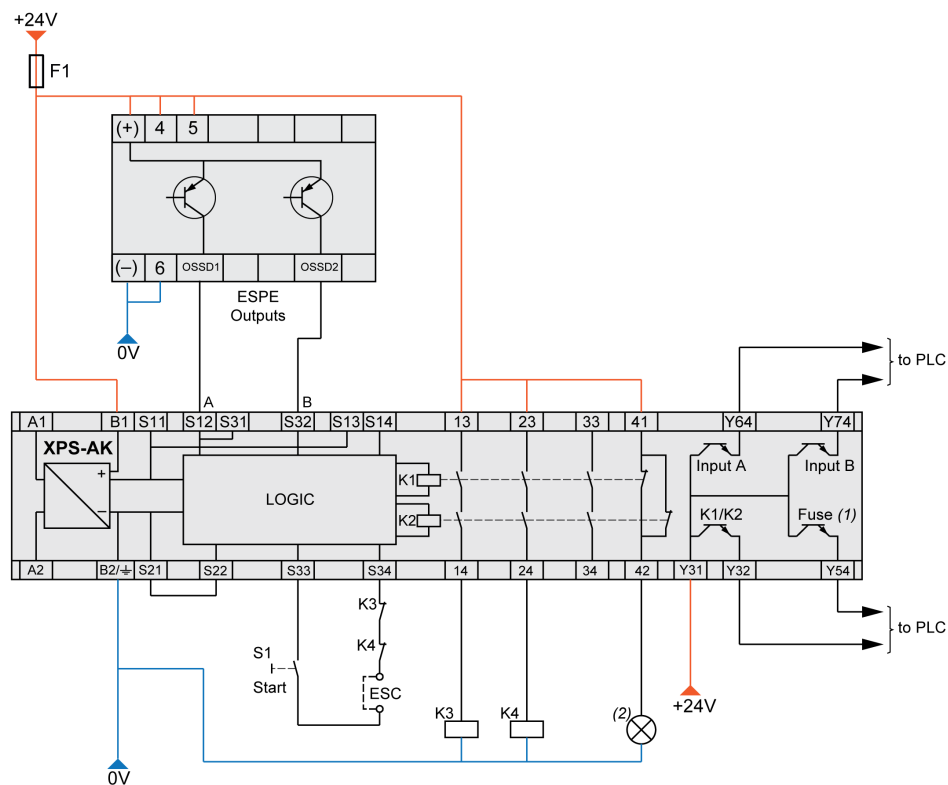 +24V
F1
(+) 4 5
(–) 6 OSSD1 OSSD2
ESPE
Outputs
0V
to PLC
A B
A1 B1 S11 S12 S31 S32 S13 S14 13 23 33 41 Y64 Y74
XPS-AK
+
–
LOGIC
K1
K2
Input A Input B
K1/K2 Fuse (1)
A2 B2/⏚ S21 S22 S33 S34 14 24 34 42 Y31 Y32 Y54
K3
K4
S1
Start
ESC
to PLC
K3 K4 (2)
+24V
0V